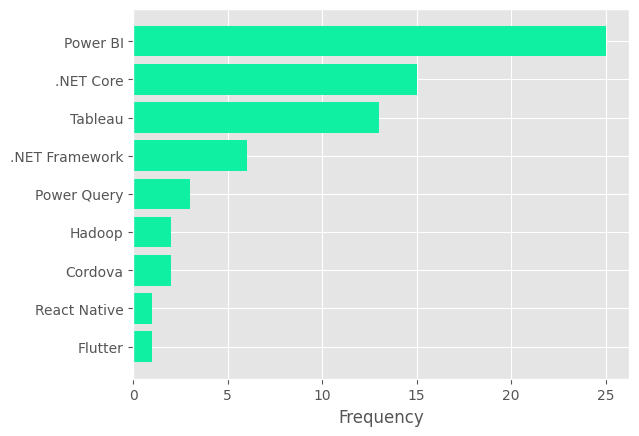 Power BI
.NET Core
Tableau
.NET Framework
Power Query
Hadoop
Cordova
React Native
Flutter
0 5 10 15 20 25
Frequency